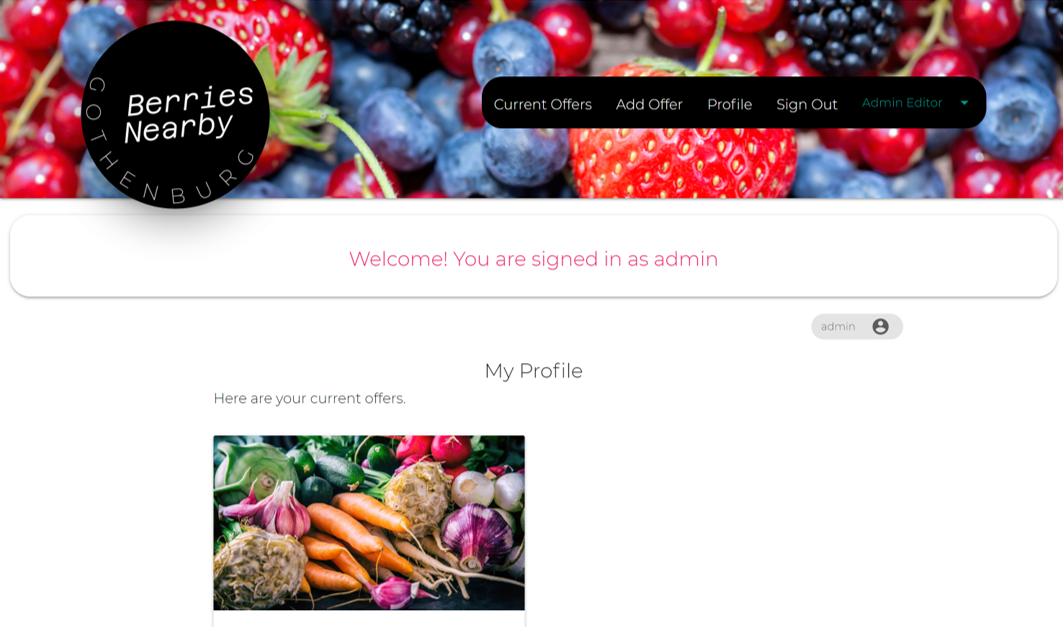 Berries
Nearby
GOTHENBURG
Current Offers Add Offer Profile Sign Out Admin Editor
Welcome! You are signed in as admin
admin
My Profile
Here are your current offers.